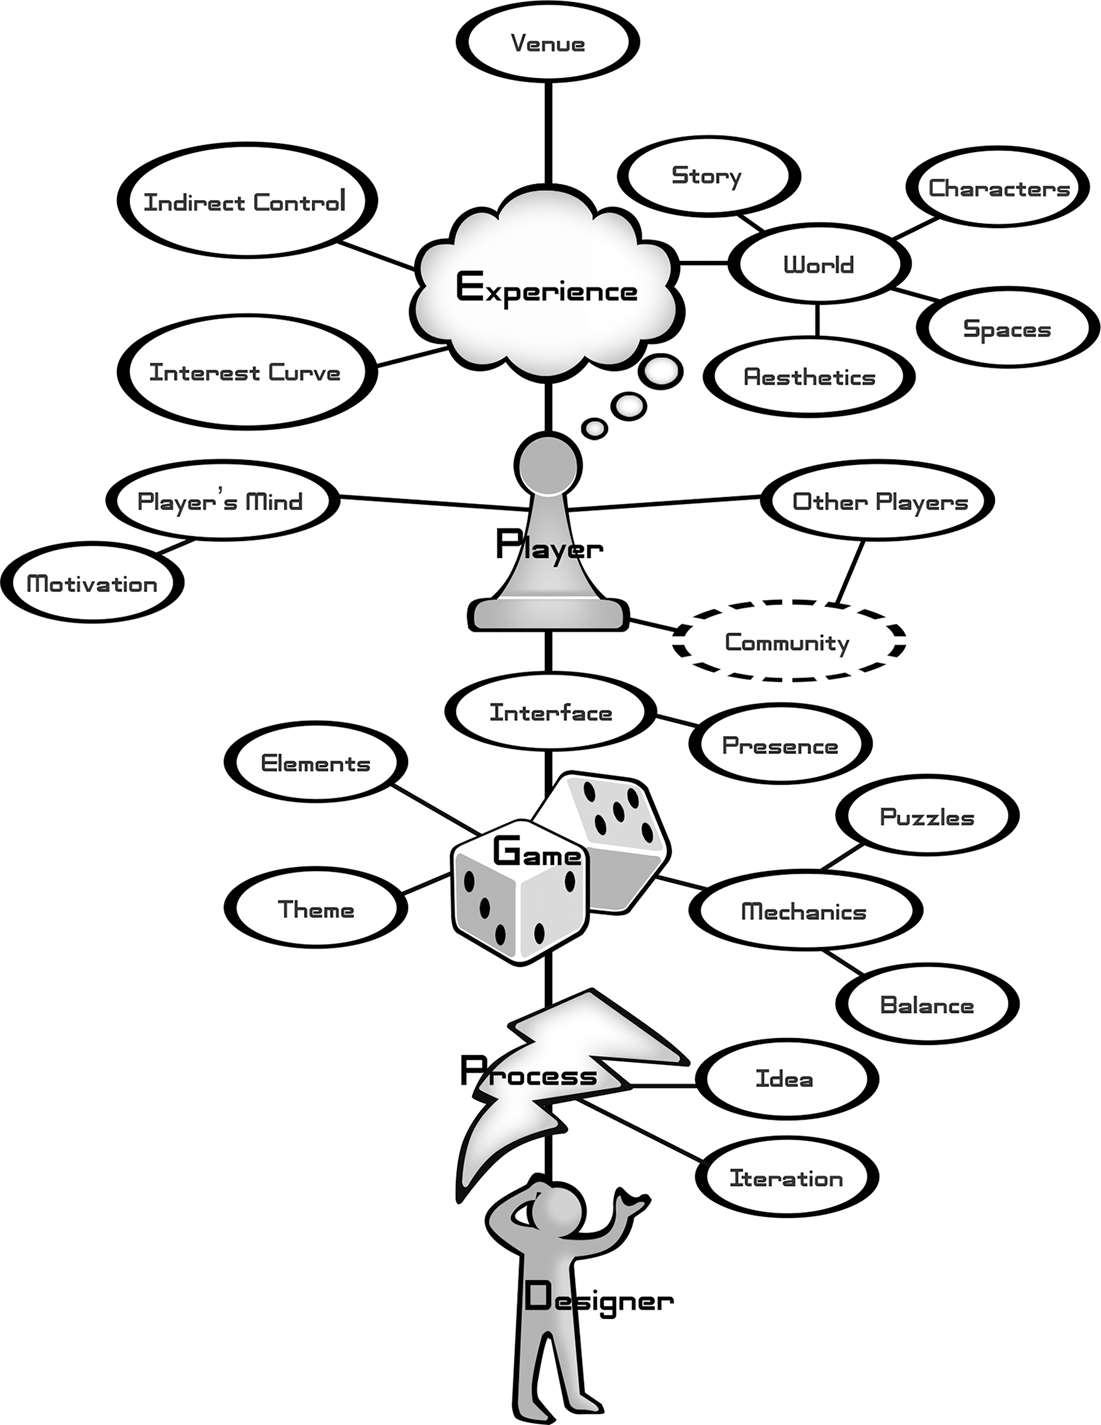 Venue
Indirect Control
Story
Characters
World
Experience
Spaces
Interest Curve
Aesthetics
Player's Mind
Other Players
Player
Motivation
Community
Interface
Presence
Elements
Puzzles
Game
Theme
Mechanics
Balance
Process
Idea
Iteration
Designer